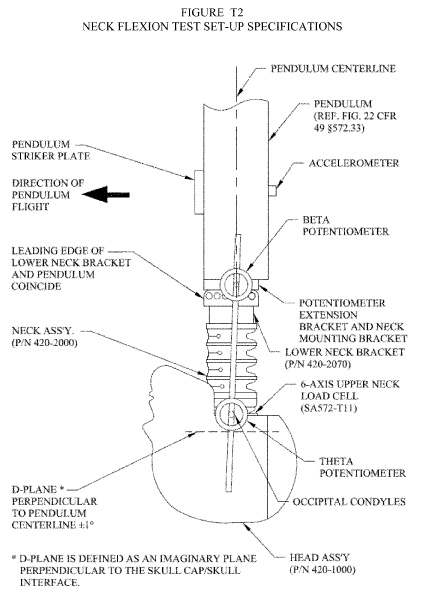 FIGURE T2
NECK FLEXION TEST SET-UP SPECIFICATIONS
PENDULUM CENTERLINE
PENDULUM
(REF. FIG. 22 CFR
49 §572.33)
PENDULUM
STRIKER PLATE
ACCELEROMETER
DIRECTION OF
PENDULUM
FLIGHT
BETA
POTENTIOMETER
LEADING EDGE OF
LOWER NECK BRACKET
AND PENDULUM
COINCIDE
POTENTIOMETER
EXTENSION
BRACKET AND NECK
MOUNTING BRACKET
NECK ASS'Y.
(P/N 420-2000)
LOWER NECK BRACKET
(P/N 420-2070)
6-AXIS UPPER NECK
LOAD CELL
(SA572-T11)
THETA
POTENTIOMETER
D-PLANE *
PERPENDICULAR
TO PENDULUM
CENTERLINE ±1°
OCCIPITAL CONDYLES
* D-PLANE IS DEFINED AS AN IMAGINARY PLANE
PERPENDICULAR TO THE SKULL CAP/SKULL
INTERFACE.
HEAD ASS'Y
(P/N 420-1000)